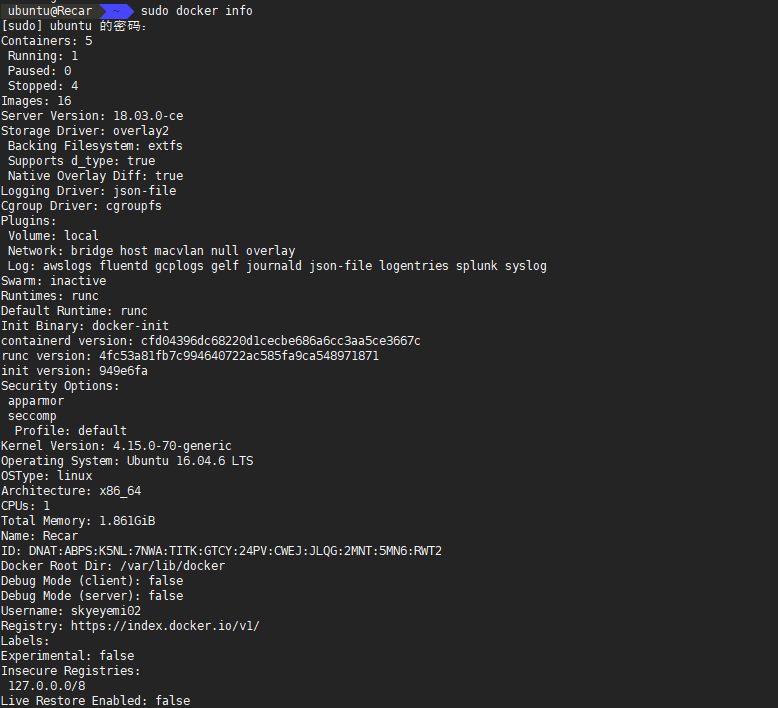 ubuntu@Recar ~ sudo docker info
[sudo] ubuntu 的密码：
Containers: 5
 Running: 1
 Paused: 0
 Stopped: 4
Images: 16
Server Version: 18.03.0-ce
Storage Driver: overlay2
 Backing Filesystem: extfs
 Supports d_type: true
 Native Overlay Diff: true
Logging Driver: json-file
Cgroup Driver: cgroupfs
Plugins:
 Volume: local
 Network: bridge host macvlan null overlay
 Log: awslogs fluentd gcplogs gelf journald json-file logentries splunk syslog
Swarm: inactive
Runtimes: runc
Default Runtime: runc
Init Binary: docker-init
containerd version: cfd04396dc68220d1cecbe686a6cc3aa5ce3667c
runc version: 4fc53a81fb7c994640722ac585fa9ca548971871
init version: 949e6fa
Security Options:
 apparmor
 seccomp
  Profile: default
Kernel Version: 4.15.0-70-generic
Operating System: Ubuntu 16.04.6 LTS
OSType: linux
Architecture: x86_64
CPUs: 1
Total Memory: 1.861GiB
Name: Recar
ID: DNAT:ABPS:K5NL:7NWA:TITK:GTCY:24PV:CWEJ:JLQG:2MNT:5MN6:RWT2
Docker Root Dir: /var/lib/docker
Debug Mode (client): false
Debug Mode (server): false
Username: skyeyemi02
Registry: https://index.docker.io/v1/
Labels:
Experimental: false
Insecure Registries:
 127.0.0.0/8
Live Restore Enabled: false